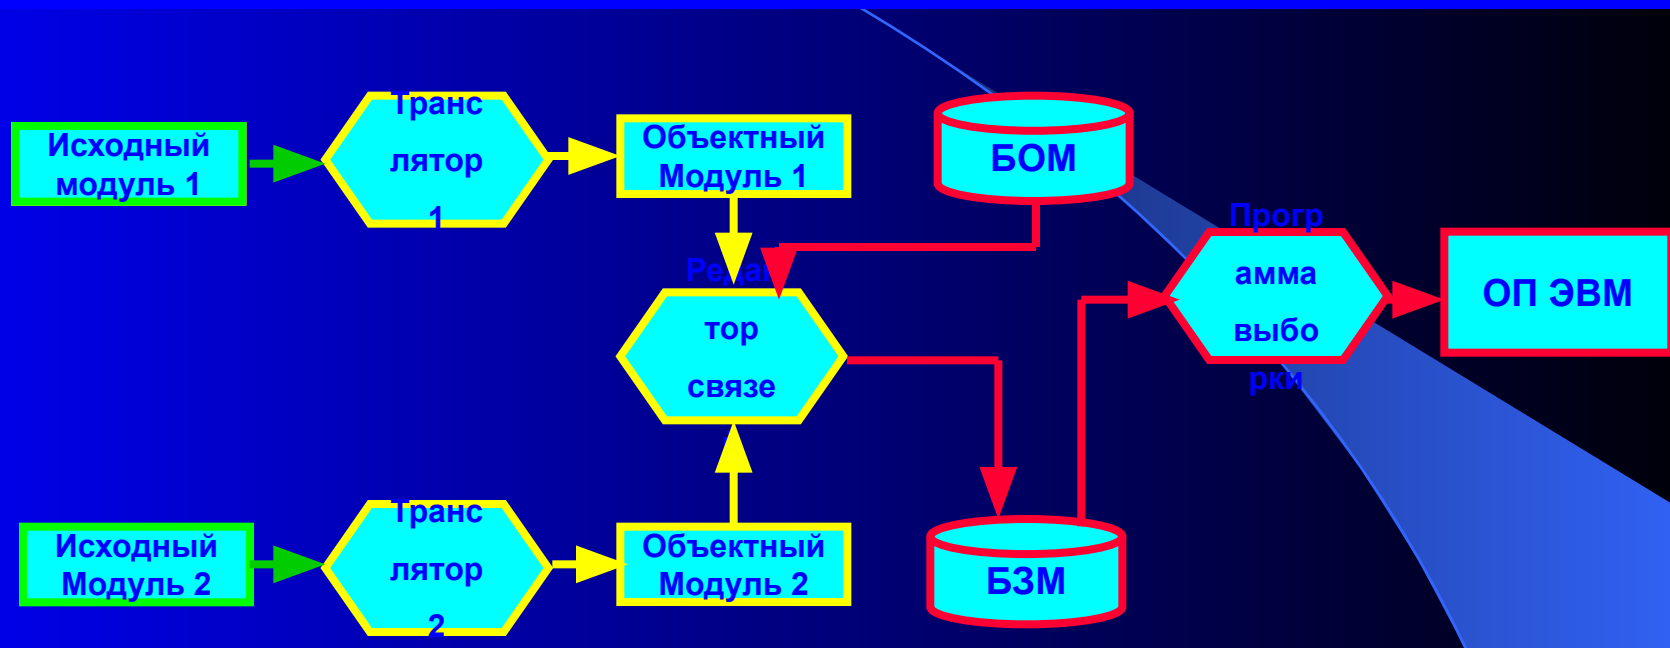 Исходный
модуль 1
Транс
лятор
1
Объектный
Модуль 1
БОМ
Редак
тор
связе
Прогр
амма
выбо
рки
ОП ЭВМ
Исходный
Модуль 2
Транс
лятор
2
Объектный
Модуль 2
БЗМ